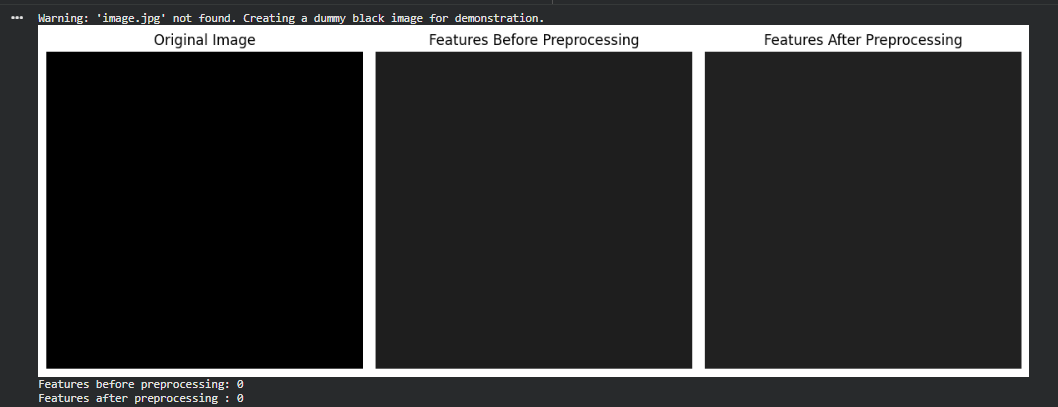 Warning: 'image.jpg' not found. Creating a dummy black image for demonstration.
Original Image Features Before Preprocessing Features After Preprocessing
Features before preprocessing: 0
Features after preprocessing : 0